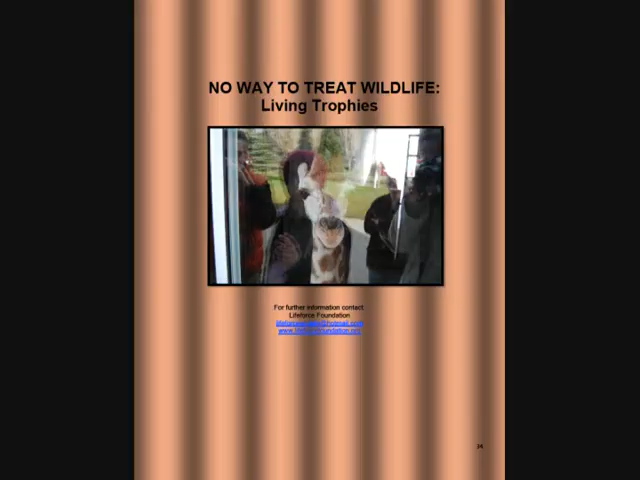 NO WAY TO TREAT WILDLIFE:
Living Trophies
For further information contact
Lifeforce Foundation